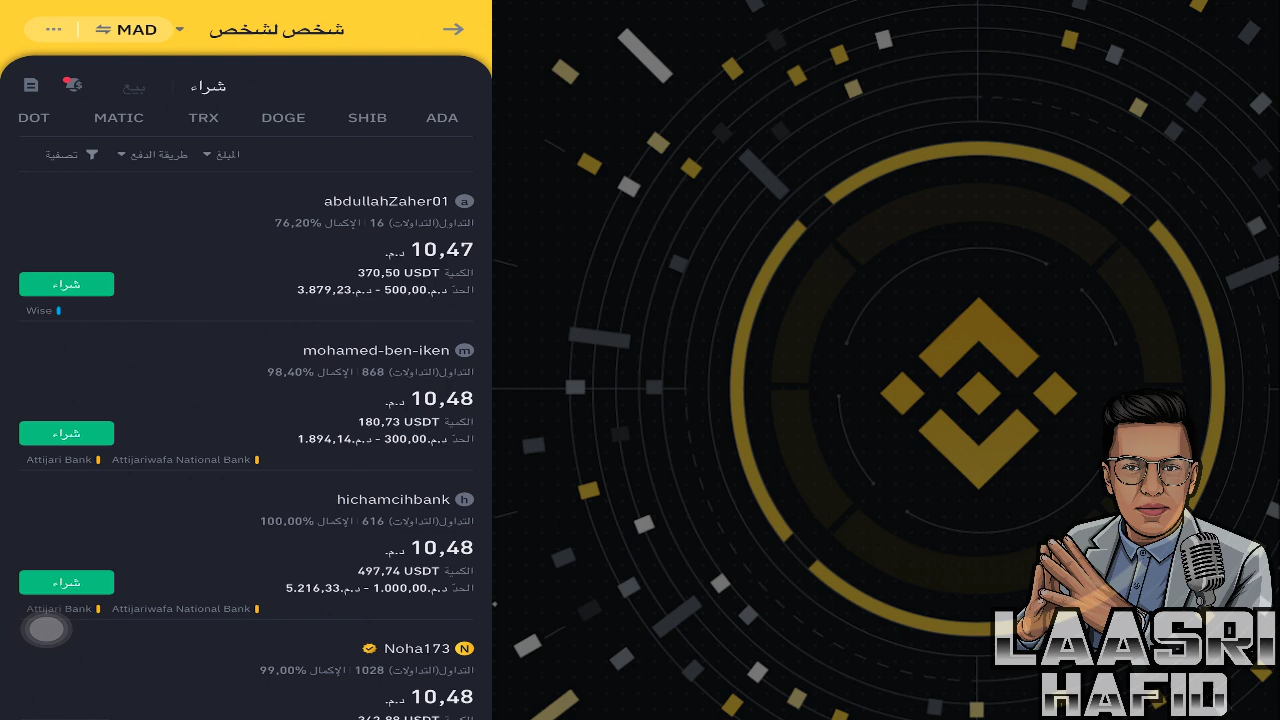 شخص لشخص
MAD
شراء
بيع
ADA SHIB DOGE TRX MATIC DOT
المبلغ طريقة الدفع تصفية
a abdullahZaher01
التداول(التداولات) 16 | الإكمال 76,20%
10,47 د.م.
الكمية 370,50 USDT
الحدّ د.م.500,00 - د.م.3.879,23
شراء
Wise
m mohamed-ben-iken
التداول(التداولات) 868 | الإكمال 98,40%
10,48 د.م.
الكمية 180,73 USDT
الحدّ د.م.300,00 - د.م.1.894,14
شراء
Attijari Bank Attijariwafa National Bank
h hichamcihbank
التداول(التداولات) 616 | الإكمال 100,00%
10,48 د.م.
الكمية 497,74 USDT
الحدّ د.م.1.000,00 - د.م.5.216,33
شراء
Attijari Bank Attijariwafa National Bank
N Noha173
التداول(التداولات) 1028 | الإكمال 99,00%
10,48 د.م.
LAASRI
HAFID